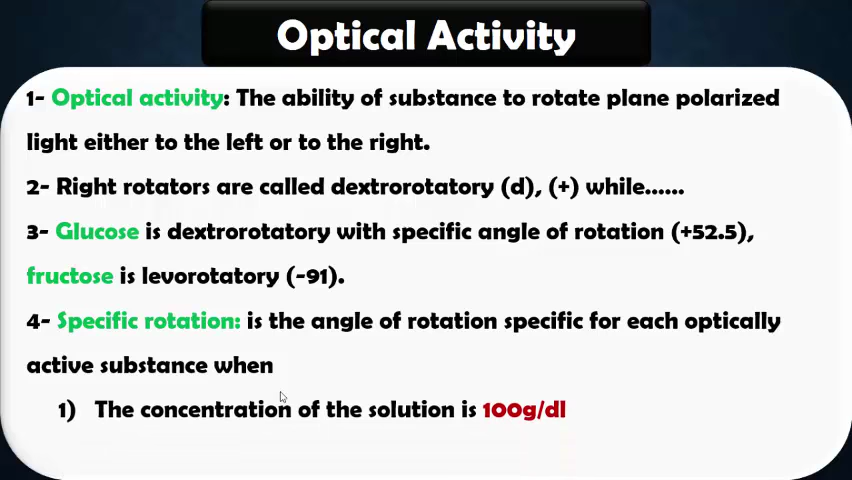 Optical Activity
1- Optical activity: The ability of substance to rotate plane polarized
light either to the left or to the right.
2- Right rotators are called dextrorotatory (d), (+) while......
3- Glucose is dextrorotatory with specific angle of rotation (+52.5),
fructose is levorotatory (-91).
4- Specific rotation: is the angle of rotation specific for each optically
active substance when
1) The concentration of the solution is 100g/dl